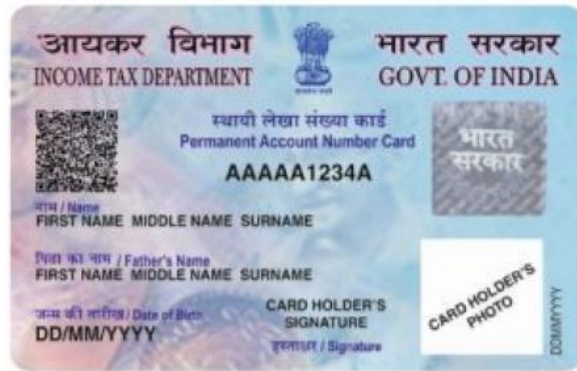 आयकर विभाग
INCOME TAX DEPARTMENT
भारत सरकार
GOVT. OF INDIA
स्थायी लेखा संख्या कार्ड
Permanent Account Number Card
AAAAA1234A
भारत
सरकार
नाम / Name
FIRST NAME MIDDLE NAME SURNAME
पिता का नाम / Father's Name
FIRST NAME MIDDLE NAME SURNAME
जन्म की तारीख / Date of Birth
DD/MM/YYYY
CARD HOLDER'S
SIGNATURE
हस्ताक्षर / Signature
CARD HOLDER'S
PHOTO
DDMMYYYY